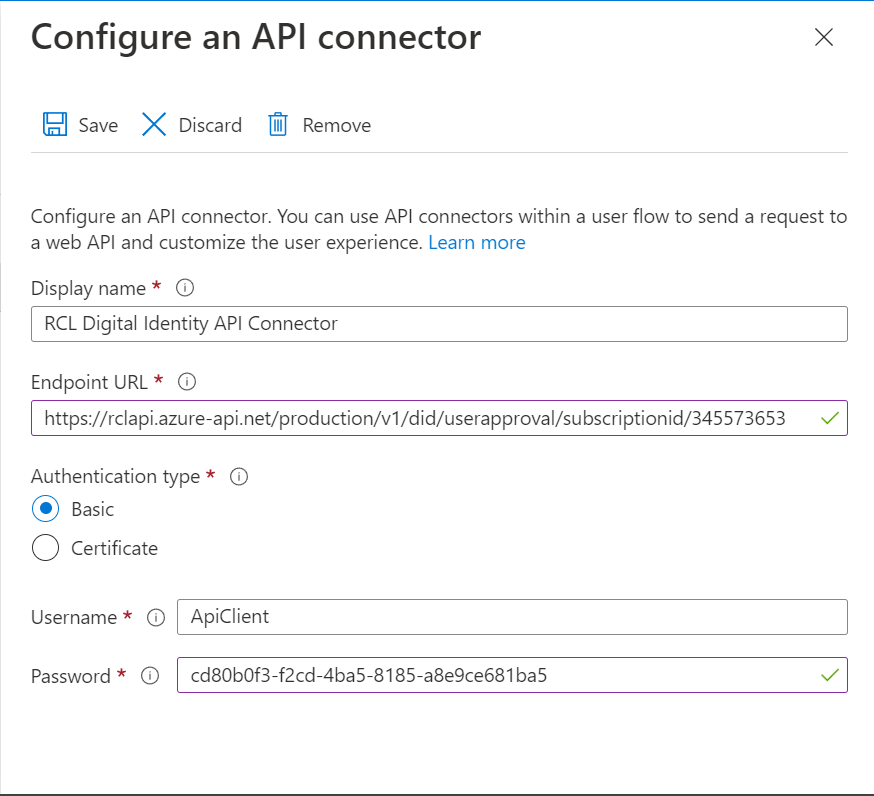 Configure an API connector
Save Discard Remove
Configure an API connector. You can use API connectors within a user flow to send a request to
a web API and customize the user experience. Learn more
Display name *
RCL Digital Identity API Connector
Endpoint URL *
https://rclapi.azure-api.net/production/v1/did/userapproval/subscriptionid/345573653
Authentication type *
Basic
Certificate
Username * ApiClient
Password * cd80b0f3-f2cd-4ba5-8185-a8e9ce681ba5